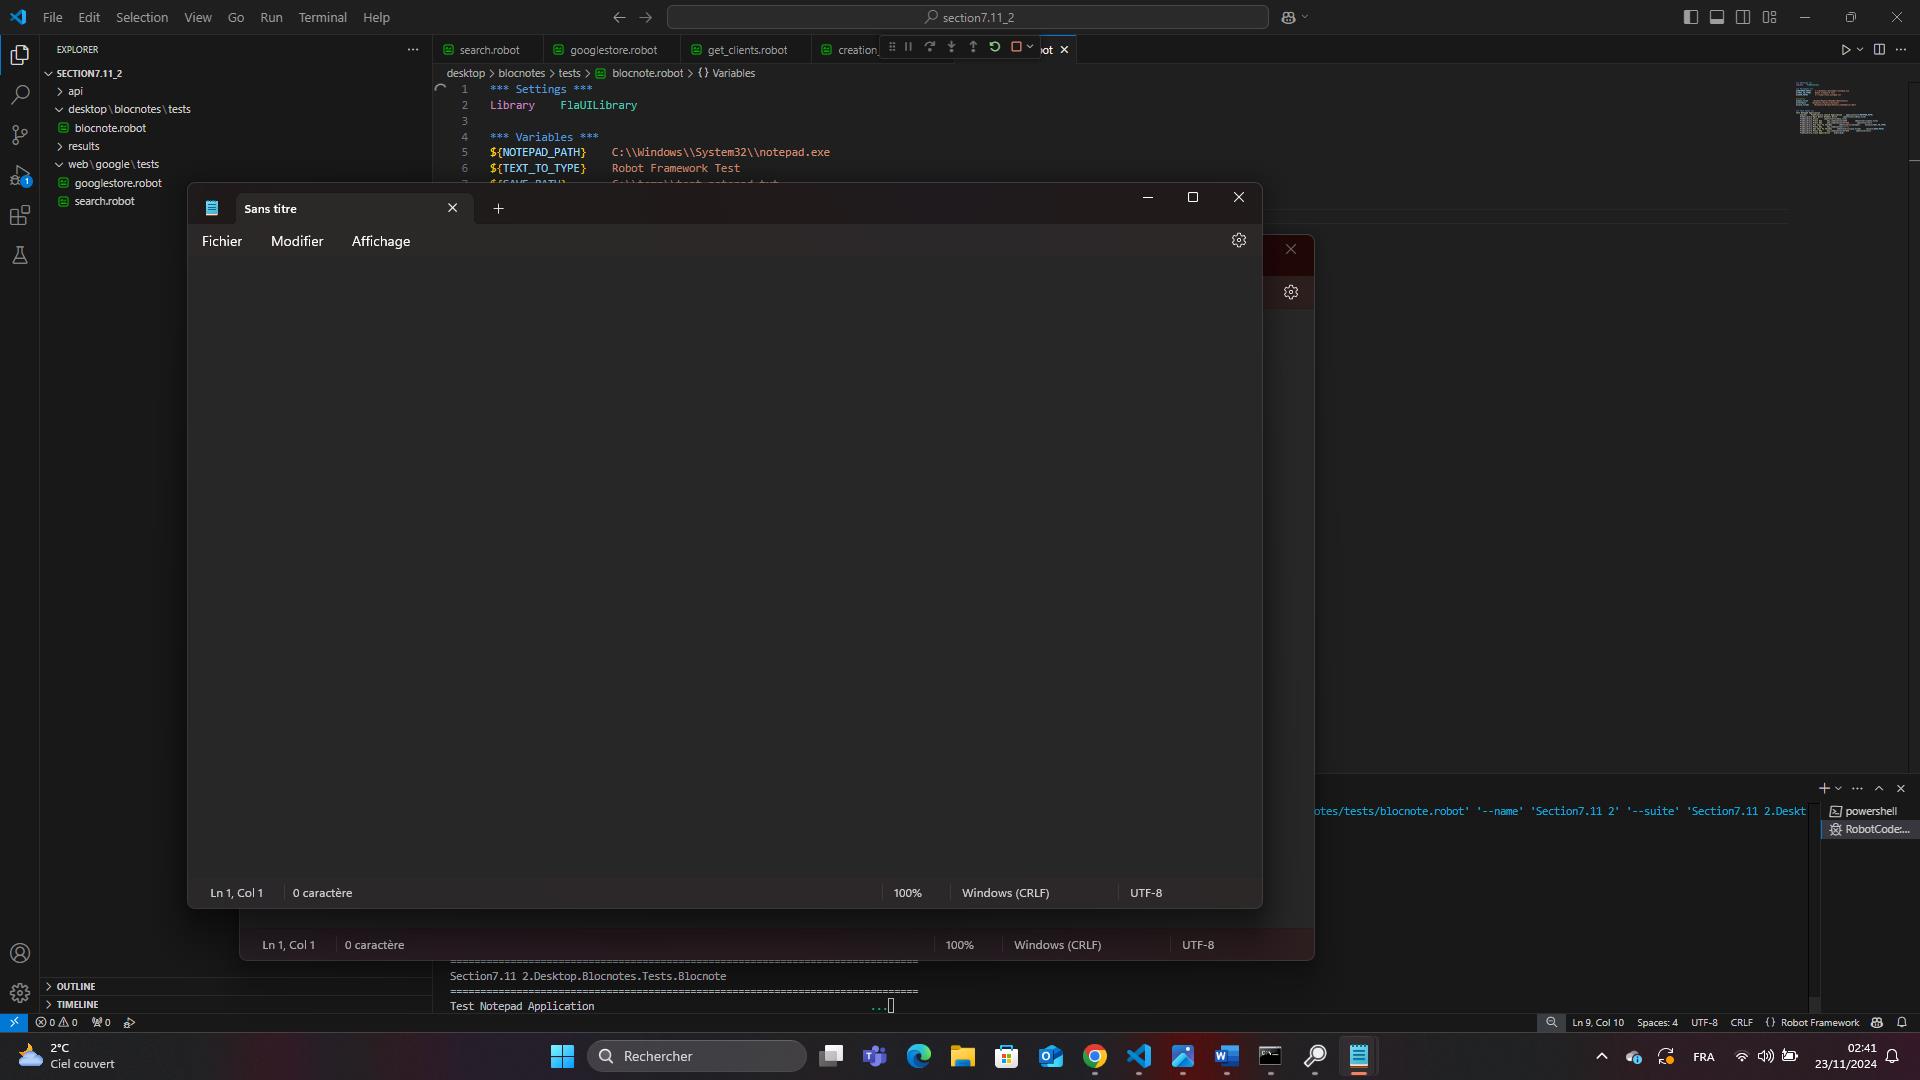 File Edit Selection View Go Run Terminal Help
section7.11_2
EXPLORER
search.robot
googlestore.robot
get_clients.robot
creation_
ot
SECTION7.11_2
api
desktop\blocnotes\tests
blocnote.robot
results
web\google\tests
googlestore.robot
search.robot
desktop > blocnotes > tests > blocnote.robot > {} Variables
1 *** Settings ***
2 Library FlaUILibrary
3
4 *** Variables ***
5 ${NOTEPAD_PATH} C:\\Windows\\System32\\notepad.exe
6 ${TEXT_TO_TYPE} Robot Framework Test
Sans titre
Fichier Modifier Affichage
Ln 1, Col 1 0 caractère 100% Windows (CRLF) UTF-8
Ln 1, Col 1 0 caractère 100% Windows (CRLF) UTF-8
otes/tests/blocnote.robot' '--name' 'Section7.11 2' '--suite' 'Section7.11 2.Deskt
powershell
RobotCode:...
==============================================================================
Section7.11 2.Desktop.Blocnotes.Tests.Blocnote
==============================================================================
Test Notepad Application ...
OUTLINE
TIMELINE
0 0 0
1
Ln 9, Col 10 Spaces: 4 UTF-8 CRLF {} Robot Framework
2°C
Ciel couvert
Rechercher
FRA
02:41
23/11/2024